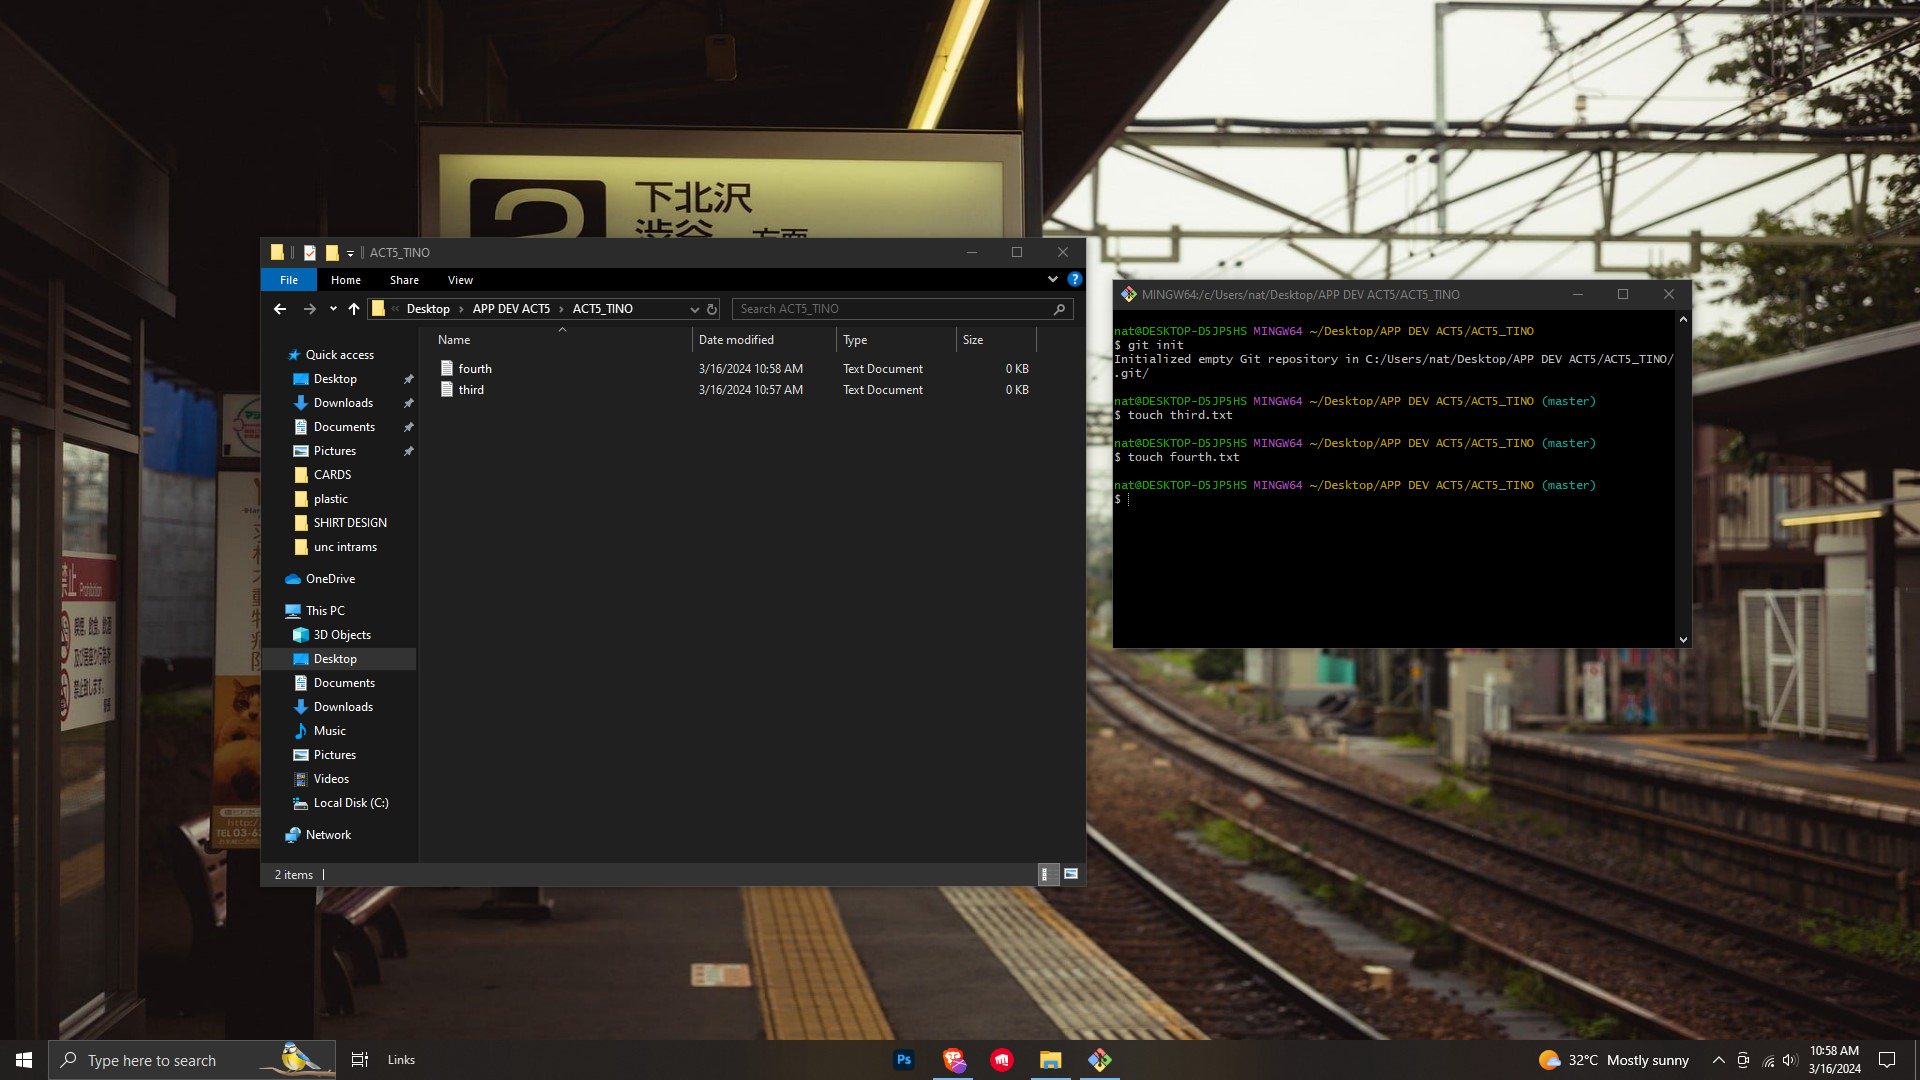 下北沢
渋谷 方面
ACT5_TINO
File Home Share View
Desktop APP DEV ACT5 ACT5_TINO
Search ACT5_TINO
Name Date modified Type Size
fourth 3/16/2024 10:58 AM Text Document 0 KB
third 3/16/2024 10:57 AM Text Document 0 KB
Quick access
Desktop
Downloads
Documents
Pictures
CARDS
plastic
SHIRT DESIGN
unc intrams
OneDrive
This PC
3D Objects
Desktop
Documents
Downloads
Music
Pictures
Videos
Local Disk (C:)
Network
2 items
MINGW64:/c/Users/nat/Desktop/APP DEV ACT5/ACT5_TINO
nat@DESKTOP-D5JP5HS MINGW64 ~/Desktop/APP DEV ACT5/ACT5_TINO
$ git init
Initialized empty Git repository in C:/Users/nat/Desktop/APP DEV ACT5/ACT5_TINO/
.git/
nat@DESKTOP-D5JP5HS MINGW64 ~/Desktop/APP DEV ACT5/ACT5_TINO (master)
$ touch third.txt
nat@DESKTOP-D5JP5HS MINGW64 ~/Desktop/APP DEV ACT5/ACT5_TINO (master)
$ touch fourth.txt
nat@DESKTOP-D5JP5HS MINGW64 ~/Desktop/APP DEV ACT5/ACT5_TINO (master)
$
Prohibition
Type here to search
Links
Ps
32°C Mostly sunny
10:58 AM
3/16/2024